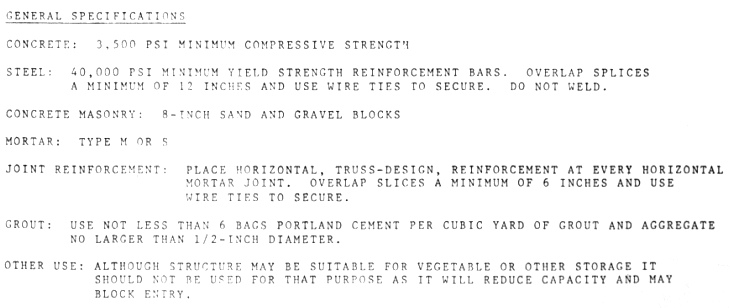 GENERAL SPECIFICATIONS
CONCRETE: 3,500 PSI MINIMUM COMPRESSIVE STRENGTH
STEEL: 40,000 PSI MINIMUM YIELD STRENGTH REINFORCEMENT BARS. OVERLAP SPLICES
A MINIMUM OF 12 INCHES AND USE WIRE TIES TO SECURE. DO NOT WELD.
CONCRETE MASONRY: 8-INCH SAND AND GRAVEL BLOCKS
MORTAR: TYPE M OR S
JOINT REINFORCEMENT: PLACE HORIZONTAL, TRUSS-DESIGN, REINFORCEMENT AT EVERY HORIZONTAL
MORTAR JOINT. OVERLAP SLICES A MINIMUM OF 6 INCHES AND USE
WIRE TIES TO SECURE.
GROUT: USE NOT LESS THAN 6 BAGS PORTLAND CEMENT PER CUBIC YARD OF GROUT AND AGGREGATE
NO LARGER THAN 1/2-INCH DIAMETER.
OTHER USE: ALTHOUGH STRUCTURE MAY BE SUITABLE FOR VEGETABLE OR OTHER STORAGE IT
SHOULD NOT BE USED FOR THAT PURPOSE AS IT WILL REDUCE CAPACITY AND MAY
BLOCK ENTRY.